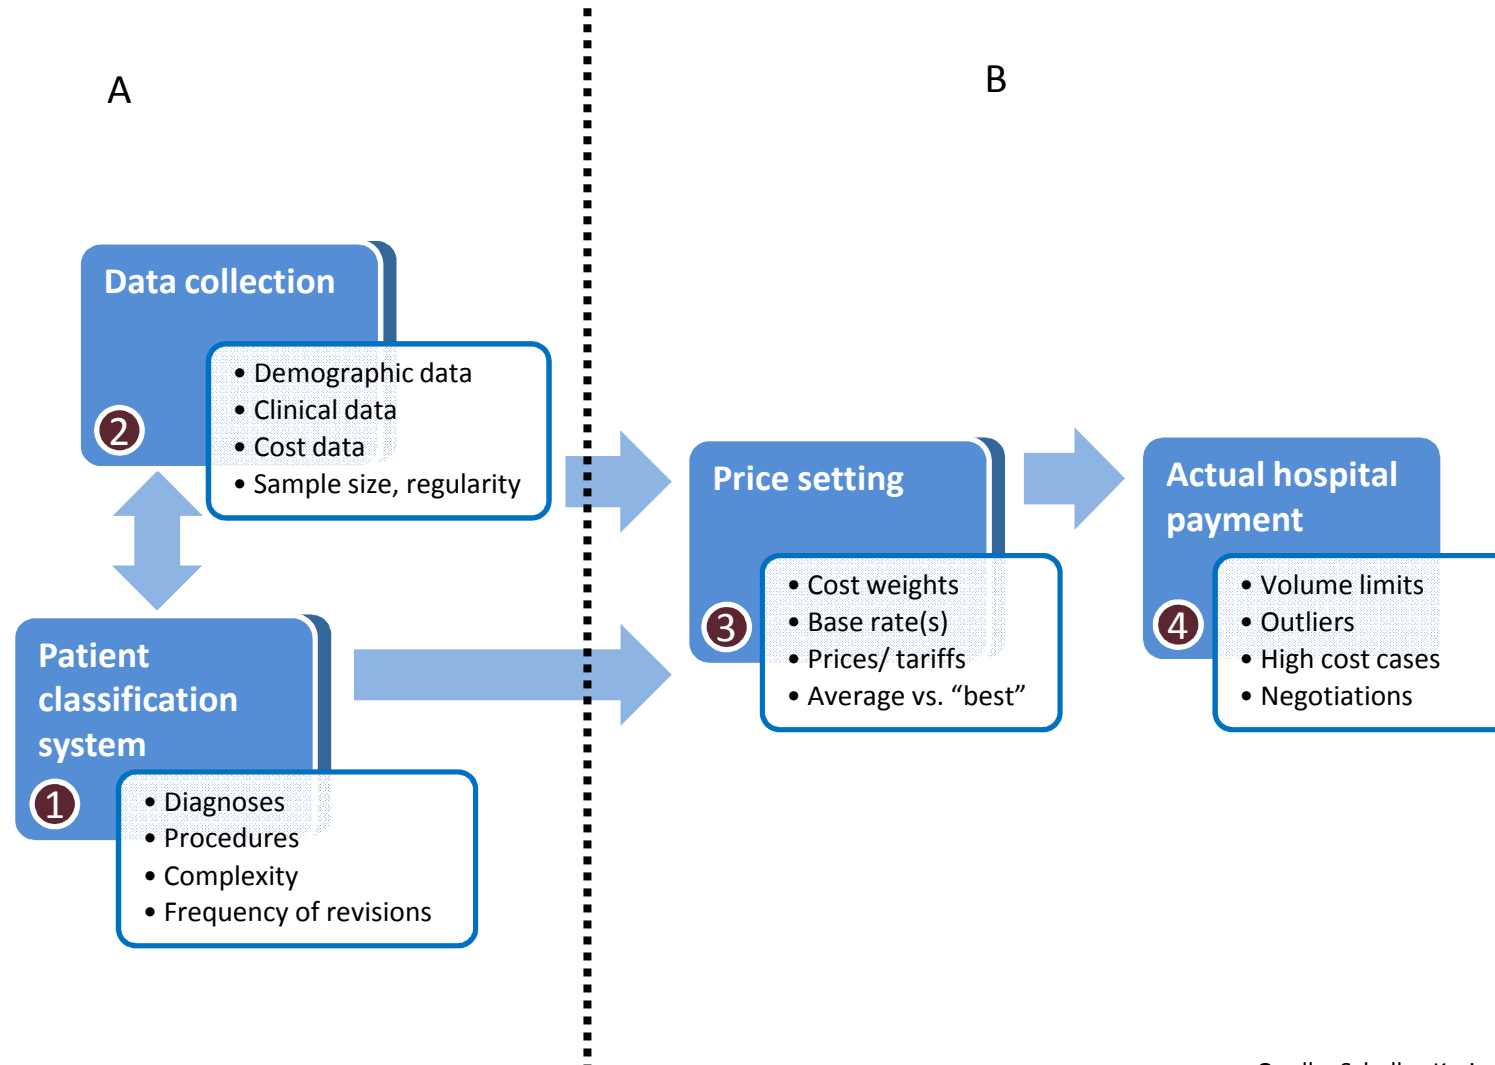 A
B
Data collection
• Demographic data
• Clinical data
• Cost data
• Sample size, regularity
2
Patient
classification
system
1
• Diagnoses
• Procedures
• Complexity
• Frequency of revisions
Price setting
3
• Cost weights
• Base rate(s)
• Prices/ tariffs
• Average vs. “best”
Actual hospital
payment
4
• Volume limits
• Outliers
• High cost cases
• Negotiations